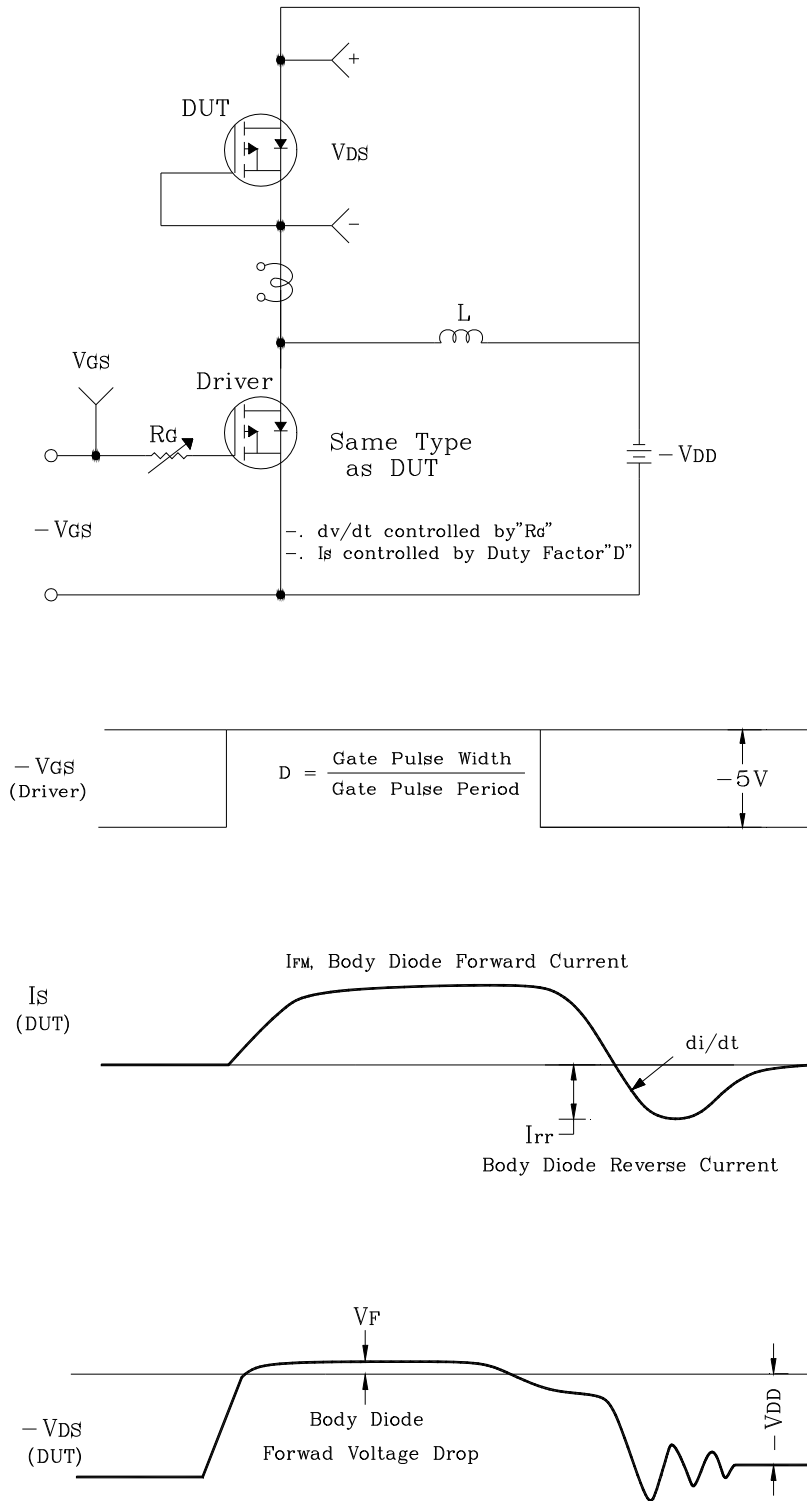 +
DUT
VDS
−
L
VGS
Driver
RG
Same Type
as DUT
−VDD
−VGS
−. dv/dt controlled by"RG"
−. IS controlled by Duty Factor"D"
−VGS
(Driver)
D = Gate Pulse Width
Gate Pulse Period
−5V
IFM, Body Diode Forward Current
IS
(DUT)
di/dt
Irr
Body Diode Reverse Current
VF
−VDD
Body Diode
Forwad Voltage Drop
−VDS
(DUT)